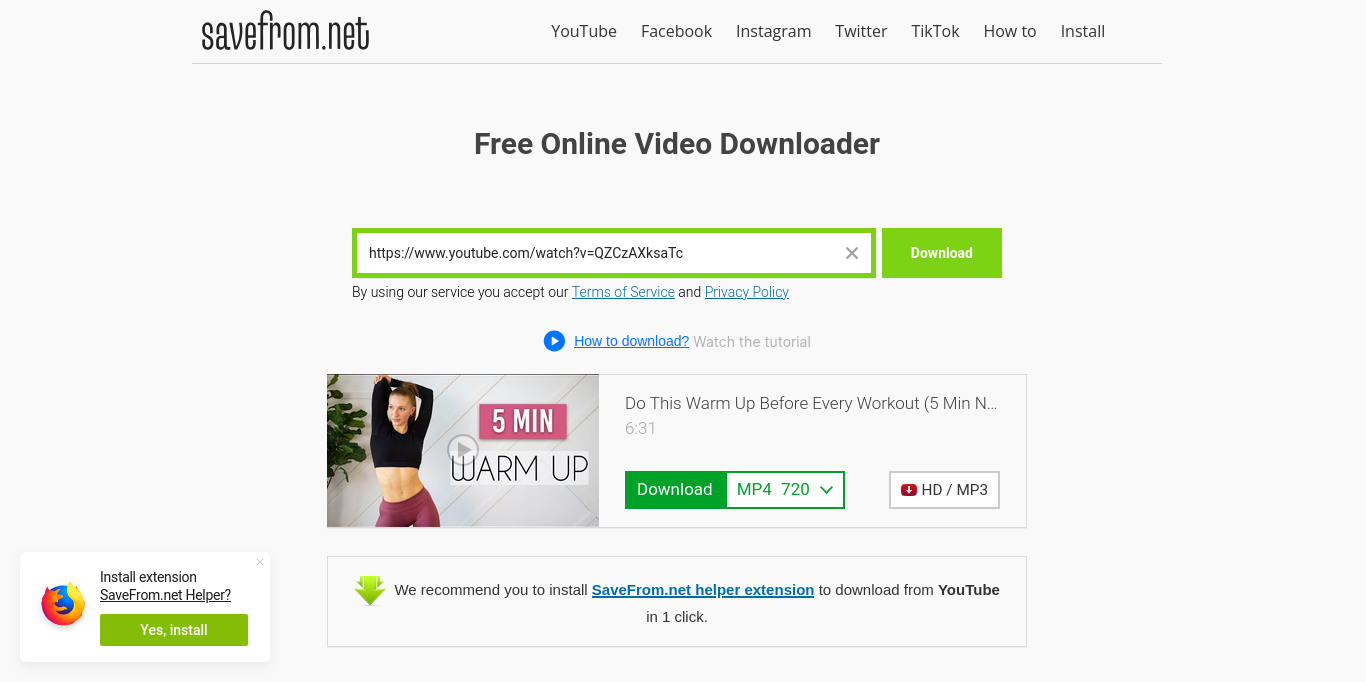 savefrom.net
YouTube Facebook Instagram Twitter TikTok How to Install
Free Online Video Downloader
https://www.youtube.com/watch?v=QZCzAXksaTc
Download
By using our service you accept our Terms of Service and Privacy Policy
How to download? Watch the tutorial
5 MIN
WARM UP
Do This Warm Up Before Every Workout (5 Min N...
6:31
Download MP4 720
HD / MP3
We recommend you to install SaveFrom.net helper extension to download from YouTube
in 1 click.
Install extension
SaveFrom.net Helper?
Yes, install